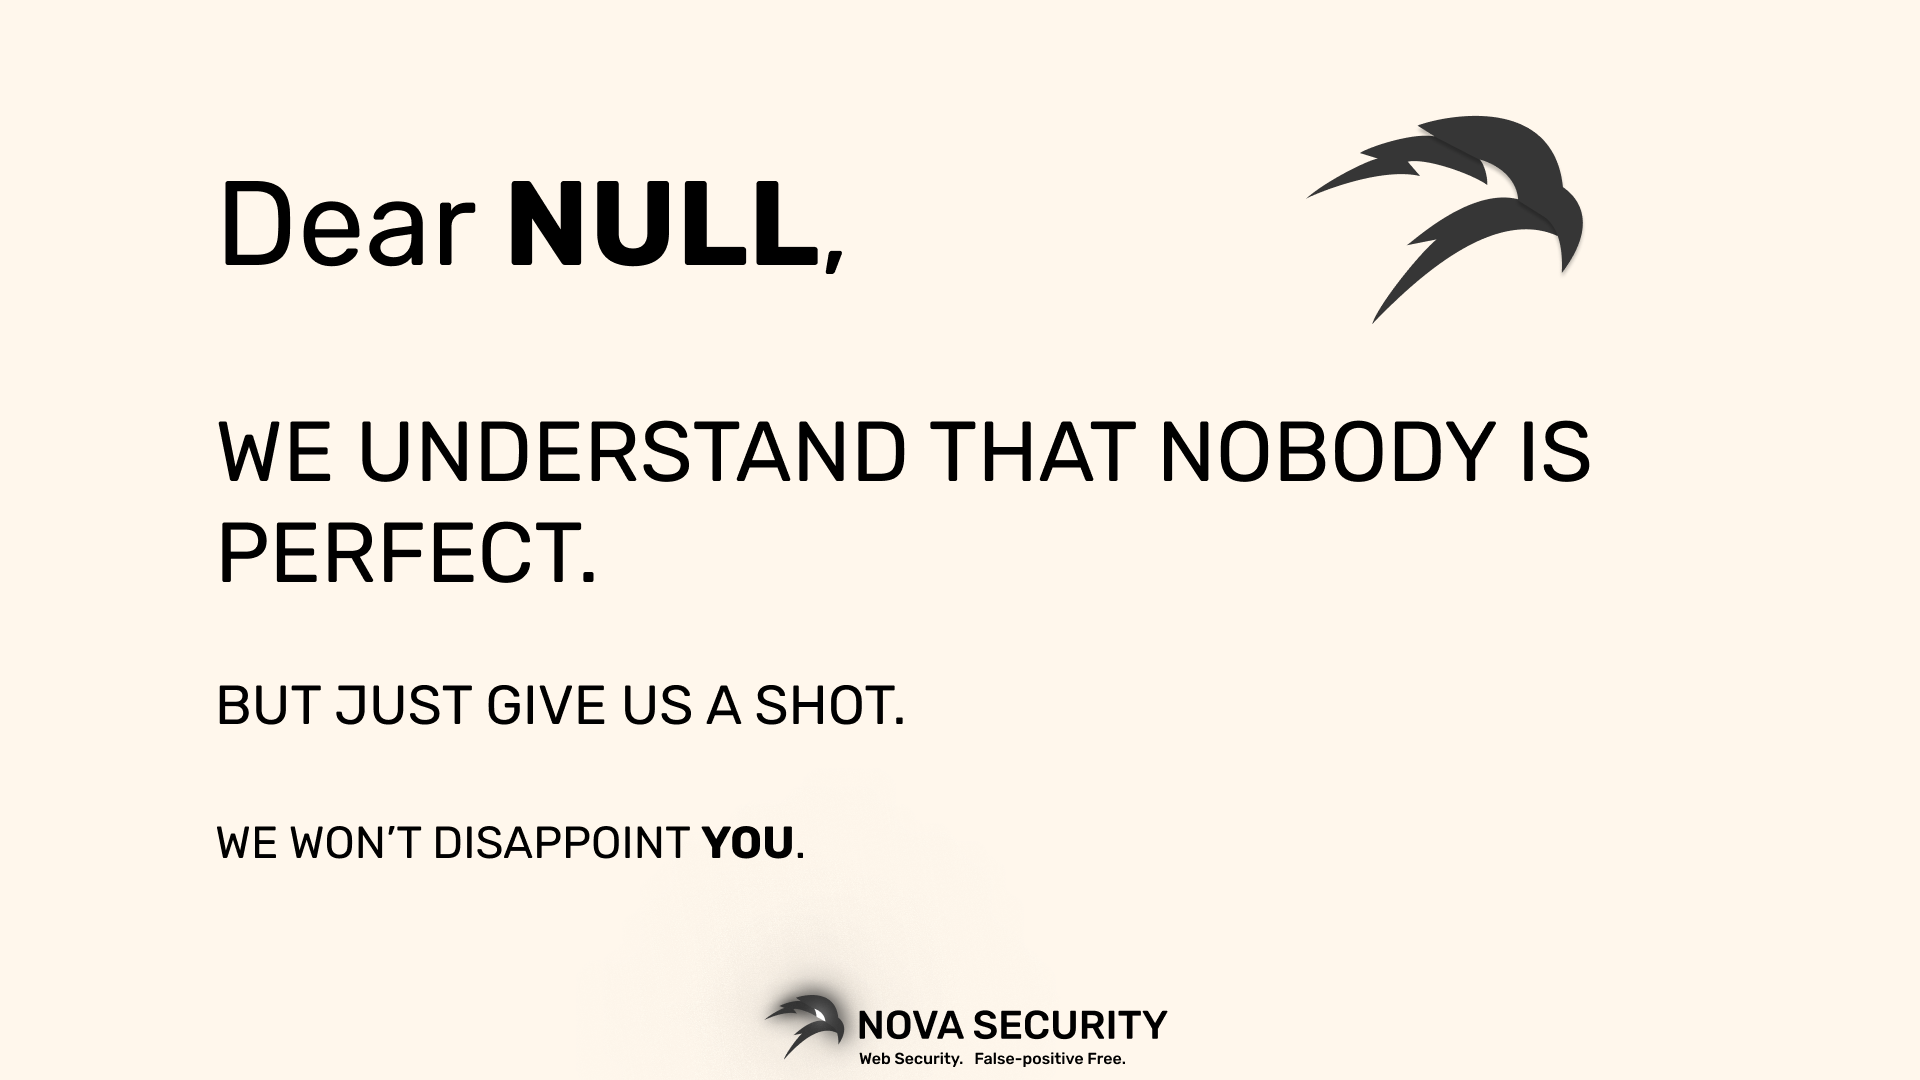 Dear NULL,
WE UNDERSTAND THAT NOBODY IS
PERFECT.
BUT JUST GIVE US A SHOT.
WE WON’T DISAPPOINT YOU.
NOVA SECURITY
Web Security. False-positive Free.